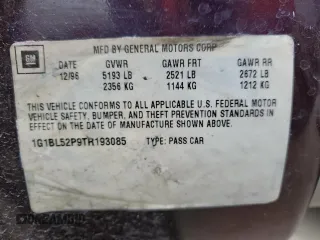 GM
MFD BY GENERAL MOTORS CORP
DATE GVWR GAWR FRT GAWR RR
12/96 5193 LB 2521 LB 2672 LB
2356 KG 1144 KG 1212 KG
THIS VEHICLE CONFORMS TO ALL APPLICABLE U.S. FEDERAL MOTOR
VEHICLE SAFETY, BUMPER, AND THEFT PREVENTION STANDARDS IN
EFFECT ON THE DATE OF MANUFACTURE SHOWN ABOVE.
1G1BL52P9TR193085 TYPE: PASS CAR